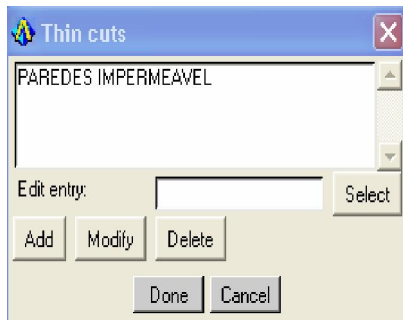 Thin cuts
PAREDES IMPERMEAVEL
Edit entry:
Select
Add Modify Delete
Done Cancel